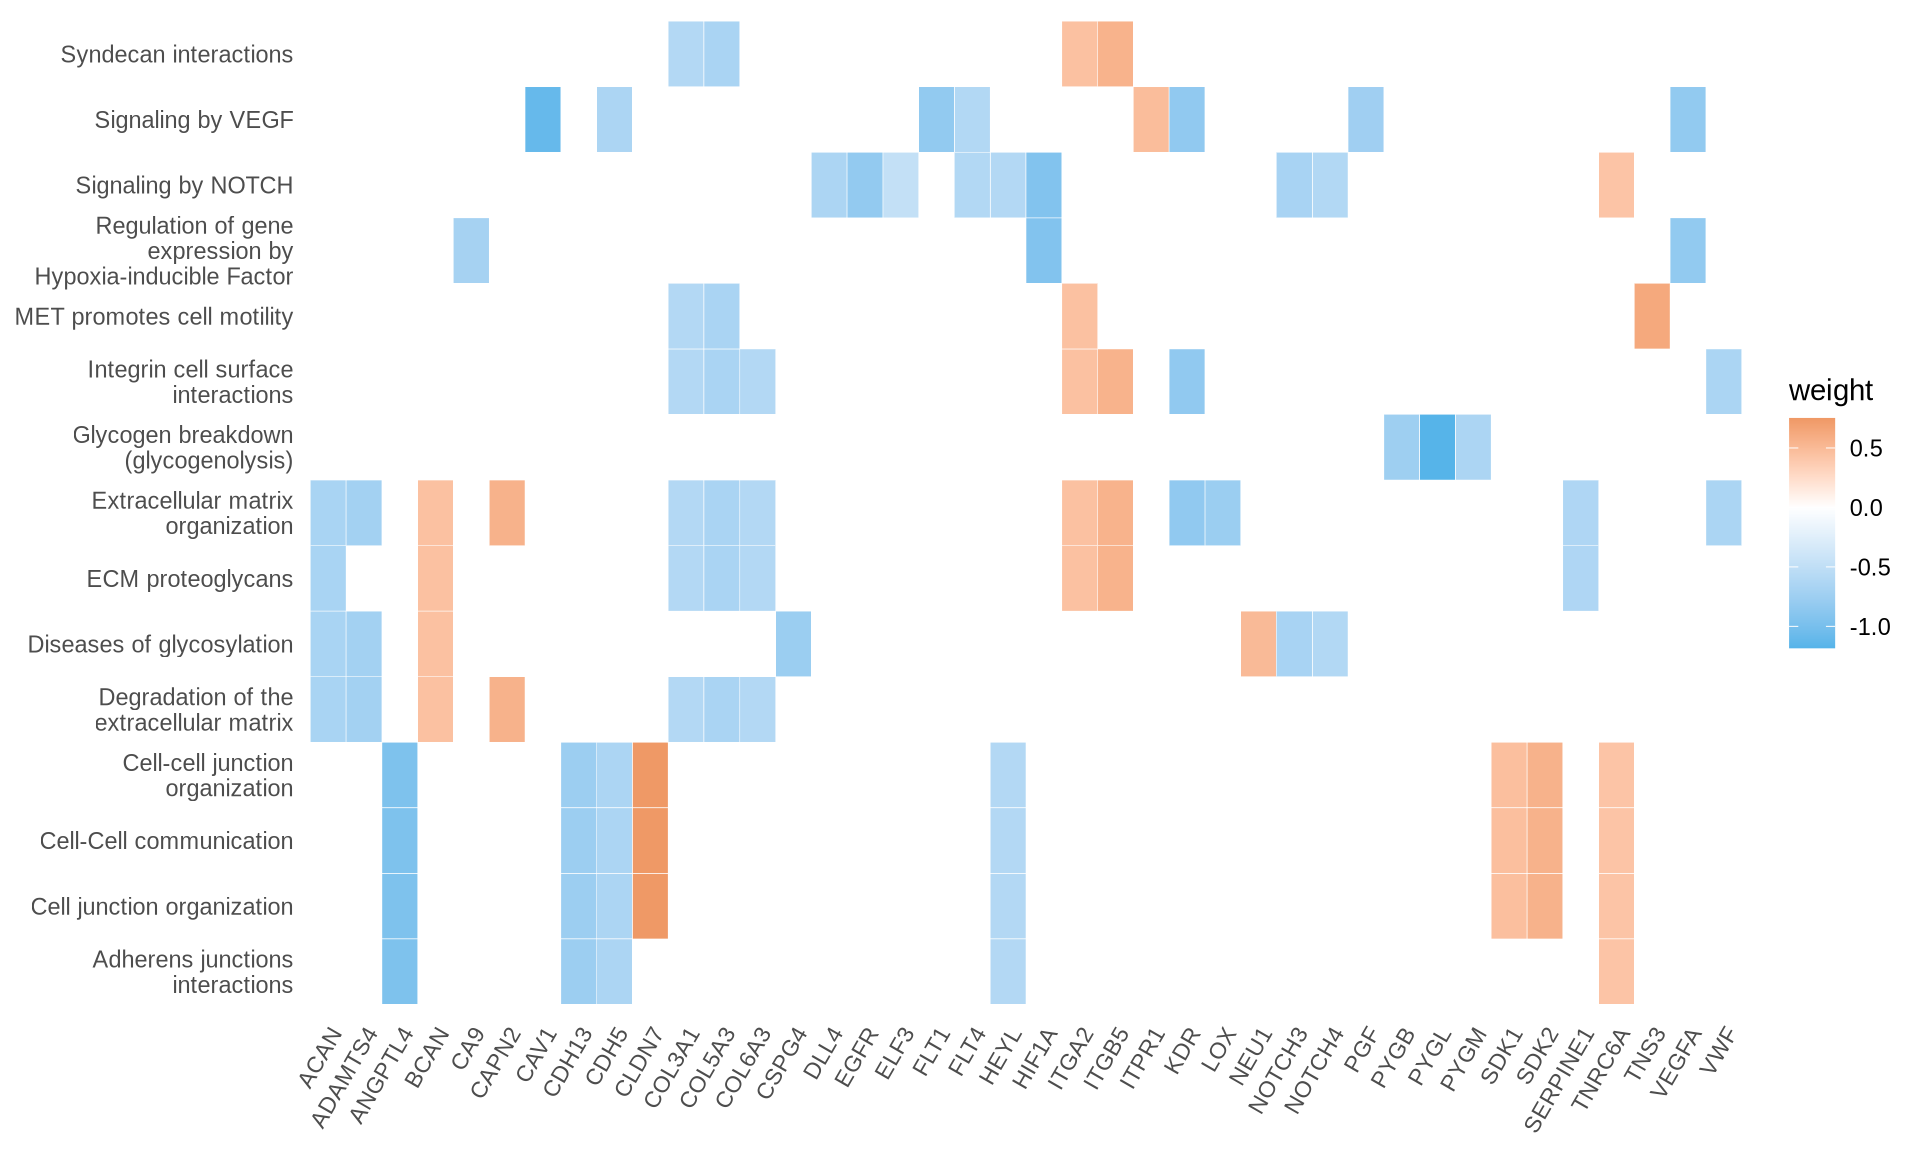 Syndecan interactions
Signaling by VEGF
Signaling by NOTCH
Regulation of gene
expression by
Hypoxia-inducible Factor
MET promotes cell motility
Integrin cell surface
interactions
Glycogen breakdown
(glycogenolysis)
Extracellular matrix
organization
ECM proteoglycans
Diseases of glycosylation
Degradation of the
extracellular matrix
Cell-cell junction
organization
Cell-Cell communication
Cell junction organization
Adherens junctions
interactions
ACAN
ADAMTS4
ANGPTL4
BCAN
CA9
CAPN2
CAV1
CDH13
CDH5
CLDN7
COL3A1
COL5A3
COL6A3
CSPG4
DLL4
EGFR
ELF3
FLT1
FLT4
HEYL
HIF1A
ITGA2
ITGB5
ITPR1
KDR
LOX
NEU1
NOTCH3
NOTCH4
PGF
PYGB
PYGL
PYGM
SDK1
SDK2
SERPINE1
TNRC6A
TNS3
VEGFA
VWF
weight
0.5
0.0
-0.5
-1.0